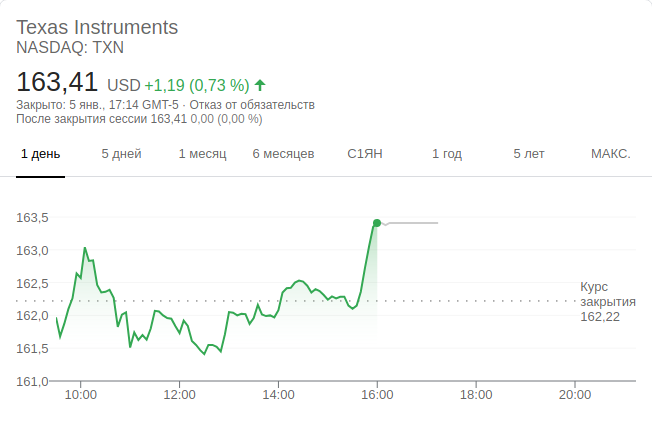 Texas Instruments
NASDAQ: TXN
163,41 USD +1,19 (0,73 %)
Закрыто: 5 янв., 17:14 GMT-5 · Отказ от обязательств
После закрытия сессии 163,41 0,00 (0,00 %)
1 день 5 дней 1 месяц 6 месяцев С1ЯН 1 год 5 лет МАКС.
163,5
163,0
162,5
162,0
161,5
161,0
Курс
закрытия
162,22
10:00 12:00 14:00 16:00 18:00 20:00